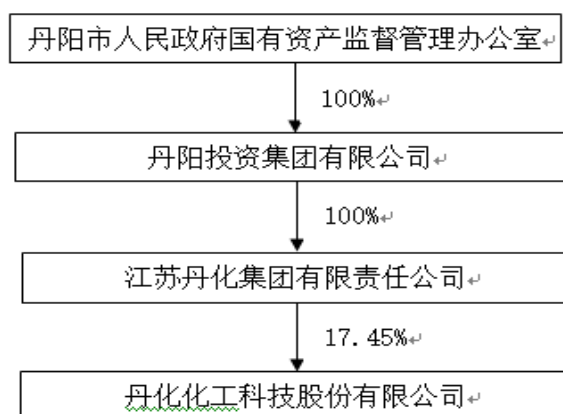 丹阳市人民政府国有资产监督管理办公室
100%
丹阳投资集团有限公司
100%
江苏丹化集团有限责任公司
17.45%
丹化化工科技股份有限公司